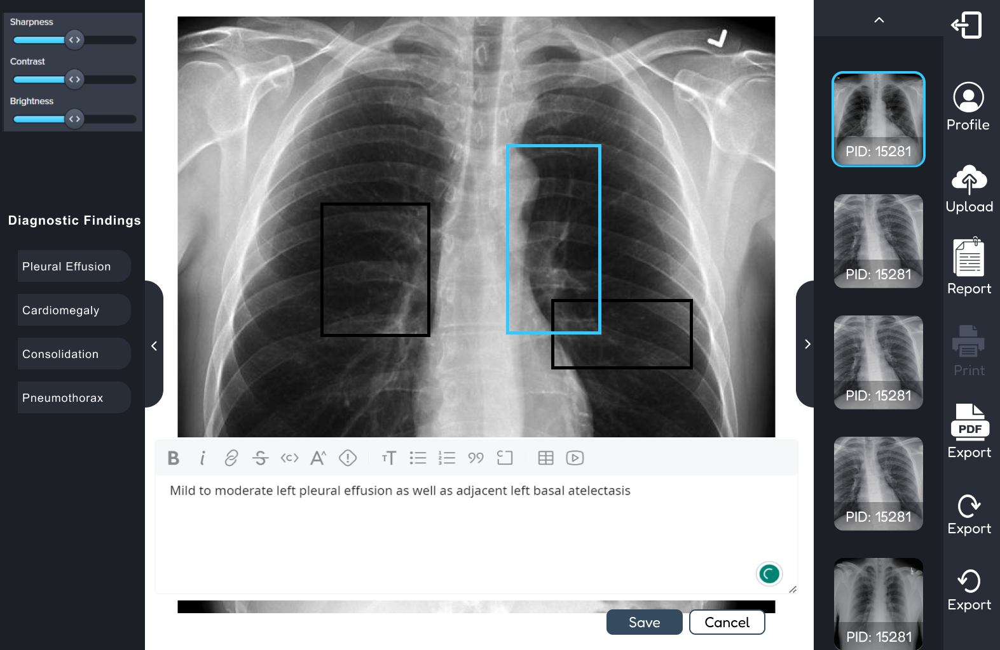 Sharpness
Contrast
Brightness
Diagnostic Findings
Pleural Effusion
Cardiomegaly
Consolidation
Pneumothorax
Mild to moderate left pleural effusion as well as adjacent left basal atelectasis
Save
Cancel
PID: 15281
PID: 15281
PID: 15281
PID: 15281
PID: 15281
Profile
Upload
Report
Print
PDF
Export
Export
Export